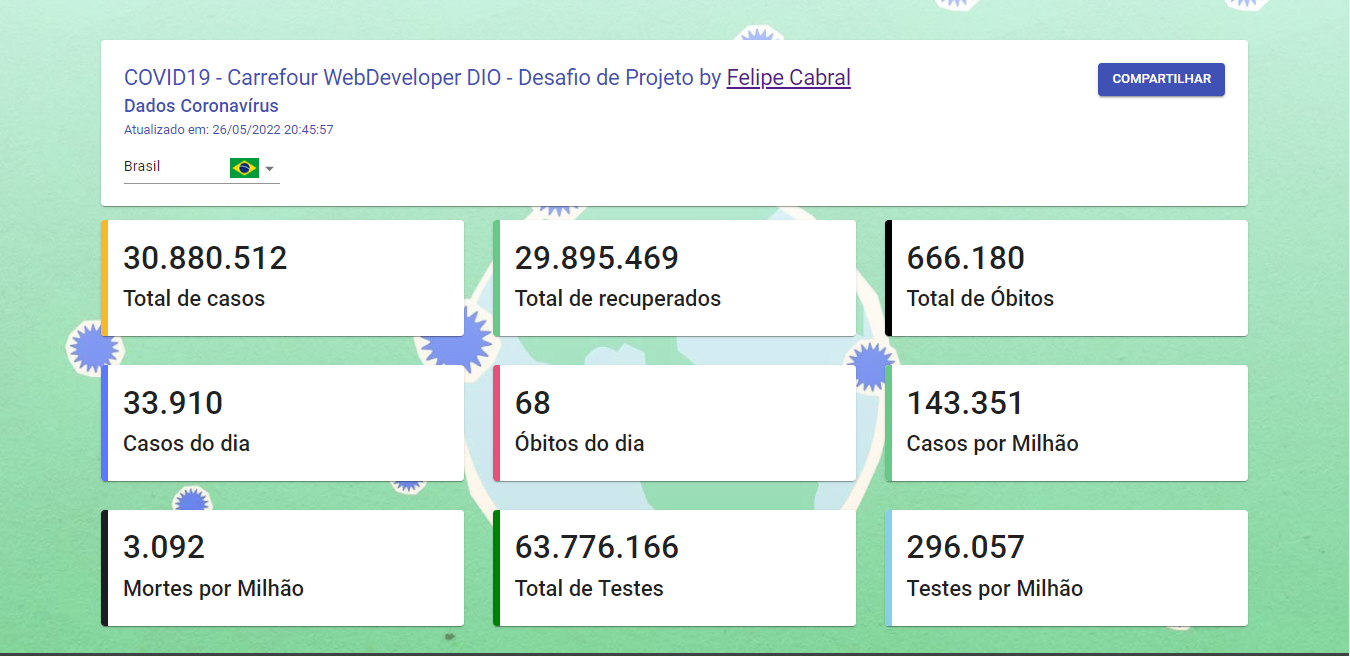 COVID19 - Carrefour WebDeveloper DIO - Desafio de Projeto by Felipe Cabral
COMPARTILHAR
Dados Coronavírus
Atualizado em: 26/05/2022 20:45:57
Brasil
30.880.512
Total de casos
29.895.469
Total de recuperados
666.180
Total de Óbitos
33.910
Casos do dia
68
Óbitos do dia
143.351
Casos por Milhão
3.092
Mortes por Milhão
63.776.166
Total de Testes
296.057
Testes por Milhão